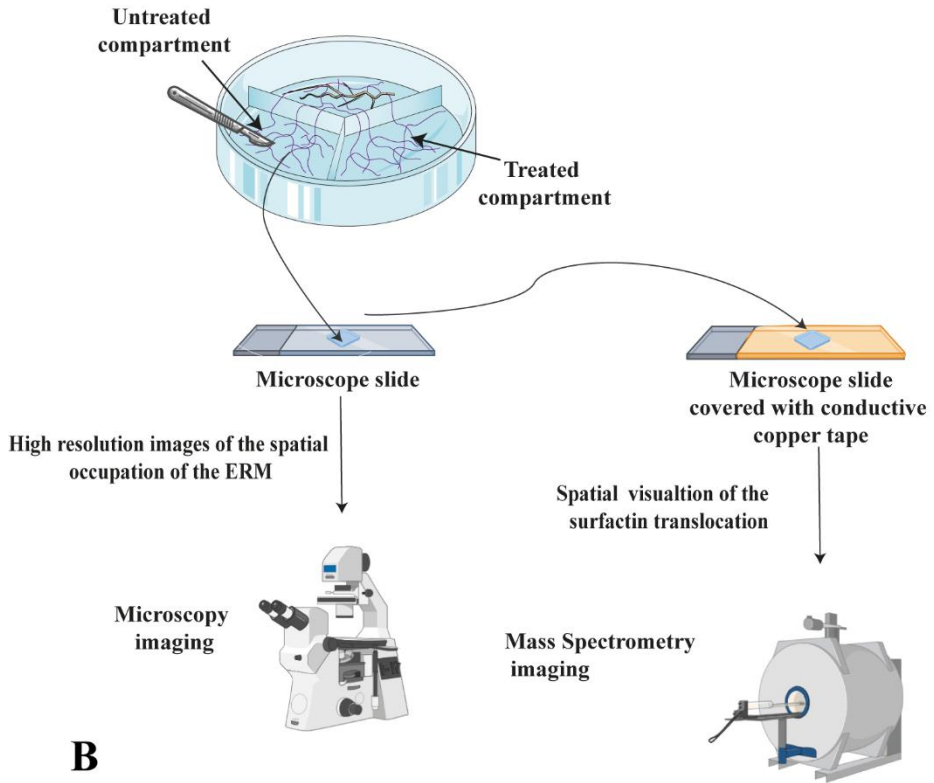 Untreated
compartment
Treated
compartment
Microscope slide
Microscope slide
covered with conductive
copper tape
High resolution images of the spatial
occupation of the ERM
Spatial visualtion of the
surfactin translocation
Microscopy
imaging
Mass Spectrometry
imaging
B